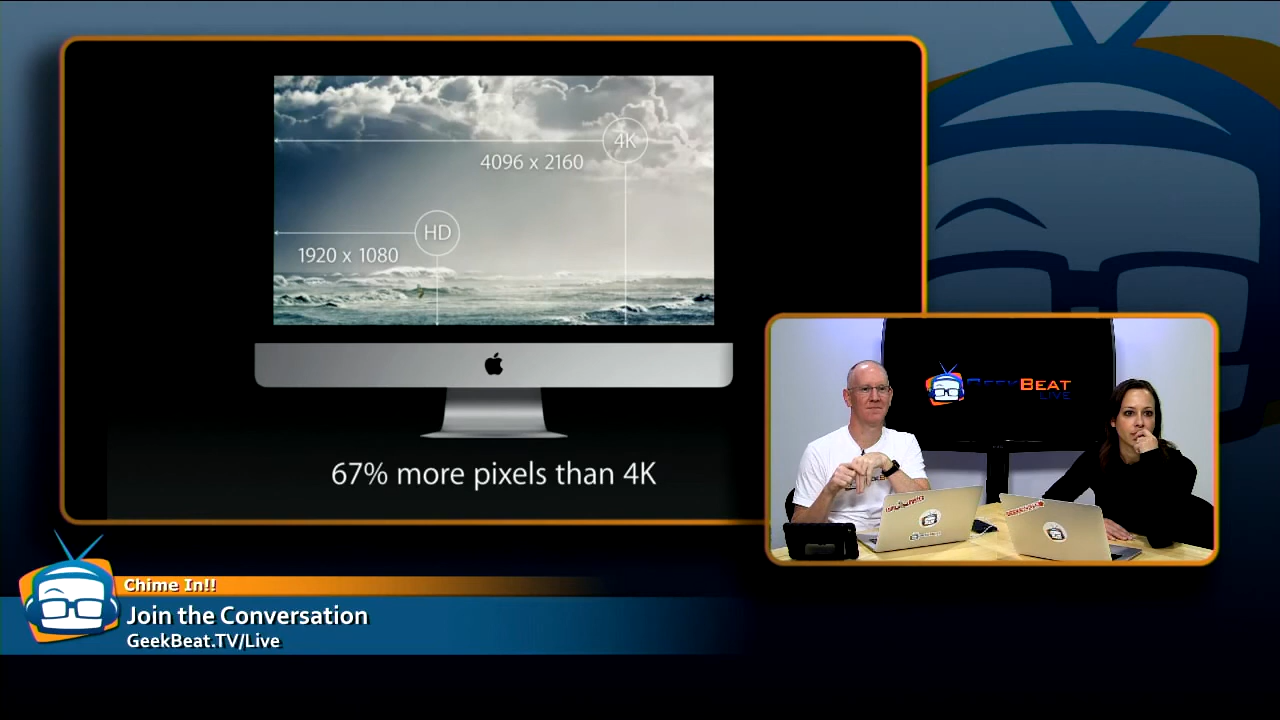 4K
4096 x 2160
HD
1920 x 1080
67% more pixels than 4K
GEEKBEAT
LIVE
Chime In!!
Join the Conversation
GeekBeat.TV/Live